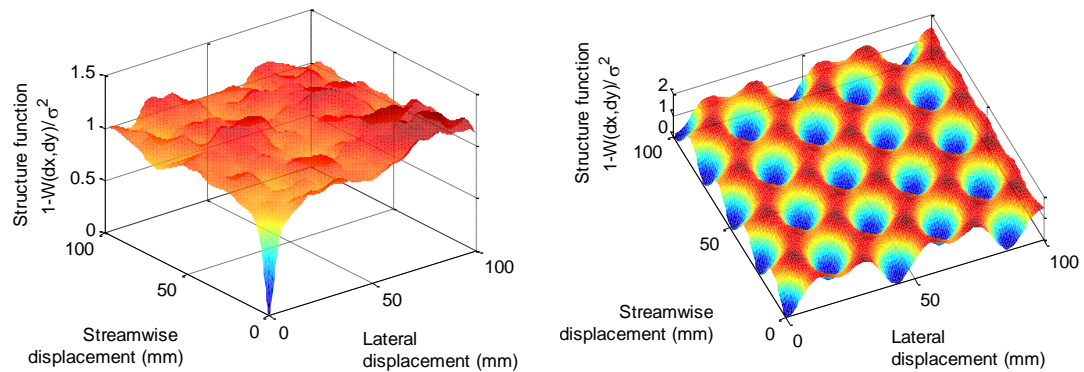 Structure function
1-W(dx,dy)/σ²
1.5
1
0.5
0
100
50
0
0
50
100
Streamwise
displacement (mm)
Lateral
displacement (mm)
Structure function
1-W(dx,dy)/σ²
2
1
0
100
50
0
0
50
100
Streamwise
displacement (mm)
Lateral
displacement (mm)